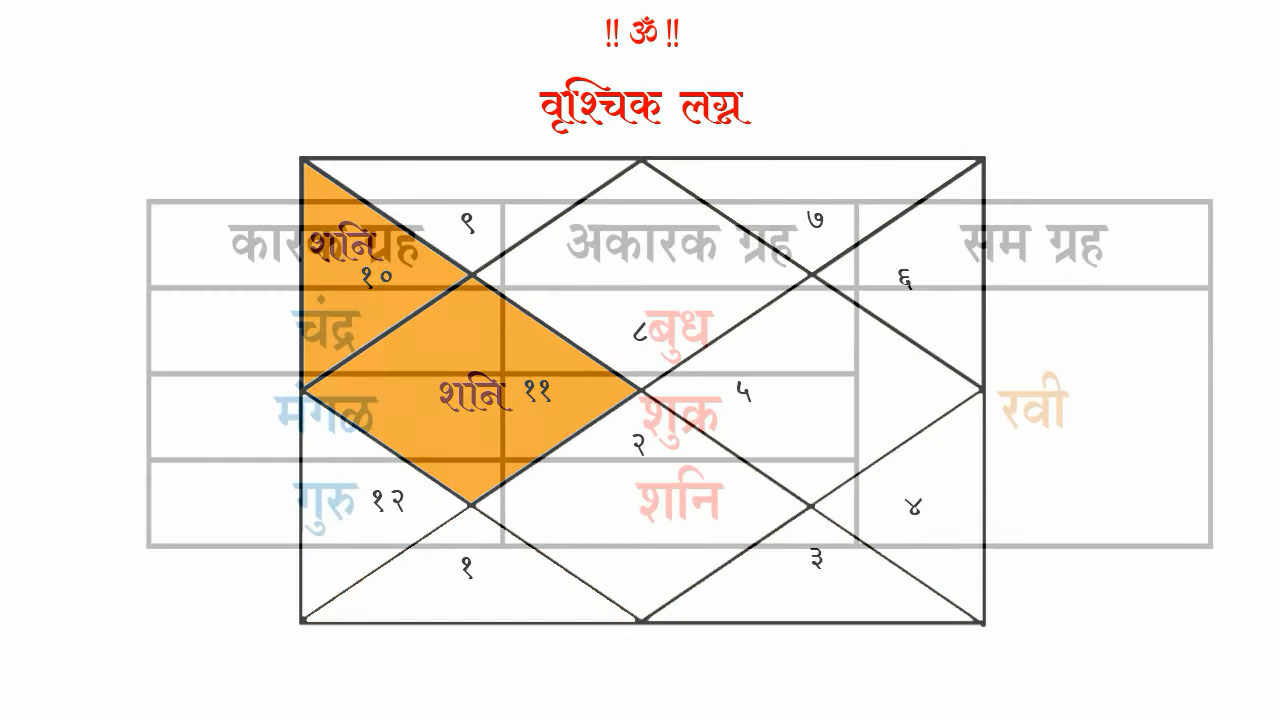 !! ॐ !!
वृश्चिक लग्न
९ ७
कारक ग्रह अकारक ग्रह सम ग्रह
शनि
१० ६
चंद्र ८ बुध
शनि ११ ५
मंगळ शुक्र रवी
२
गुरु १२ शनि ४
१ ३